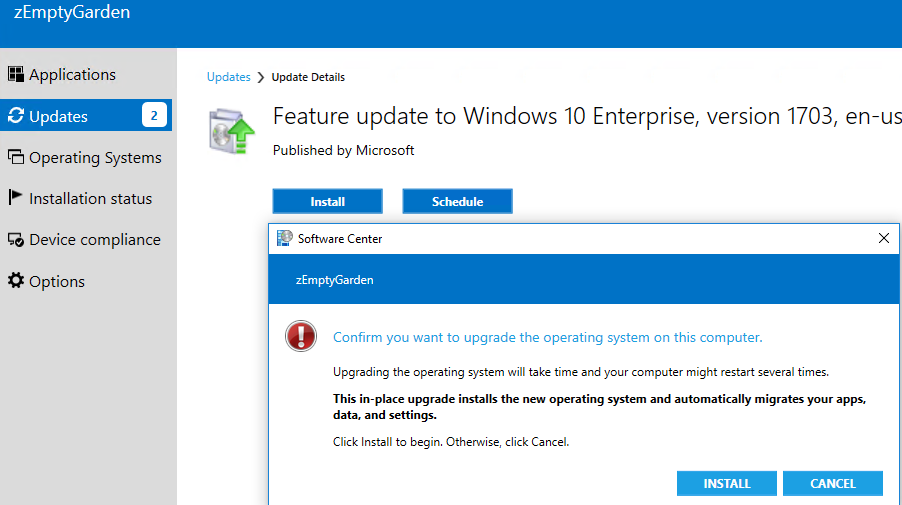 zEmptyGarden
Applications
Updates 2
Operating Systems
Installation status
Device compliance
Options
Updates > Update Details
Feature update to Windows 10 Enterprise, version 1703, en-us
Published by Microsoft
Install
Schedule
Software Center
zEmptyGarden
Confirm you want to upgrade the operating system on this computer.
Upgrading the operating system will take time and your computer might restart several times.
This in-place upgrade installs the new operating system and automatically migrates your apps,
data, and settings.
Click Install to begin. Otherwise, click Cancel.
INSTALL
CANCEL